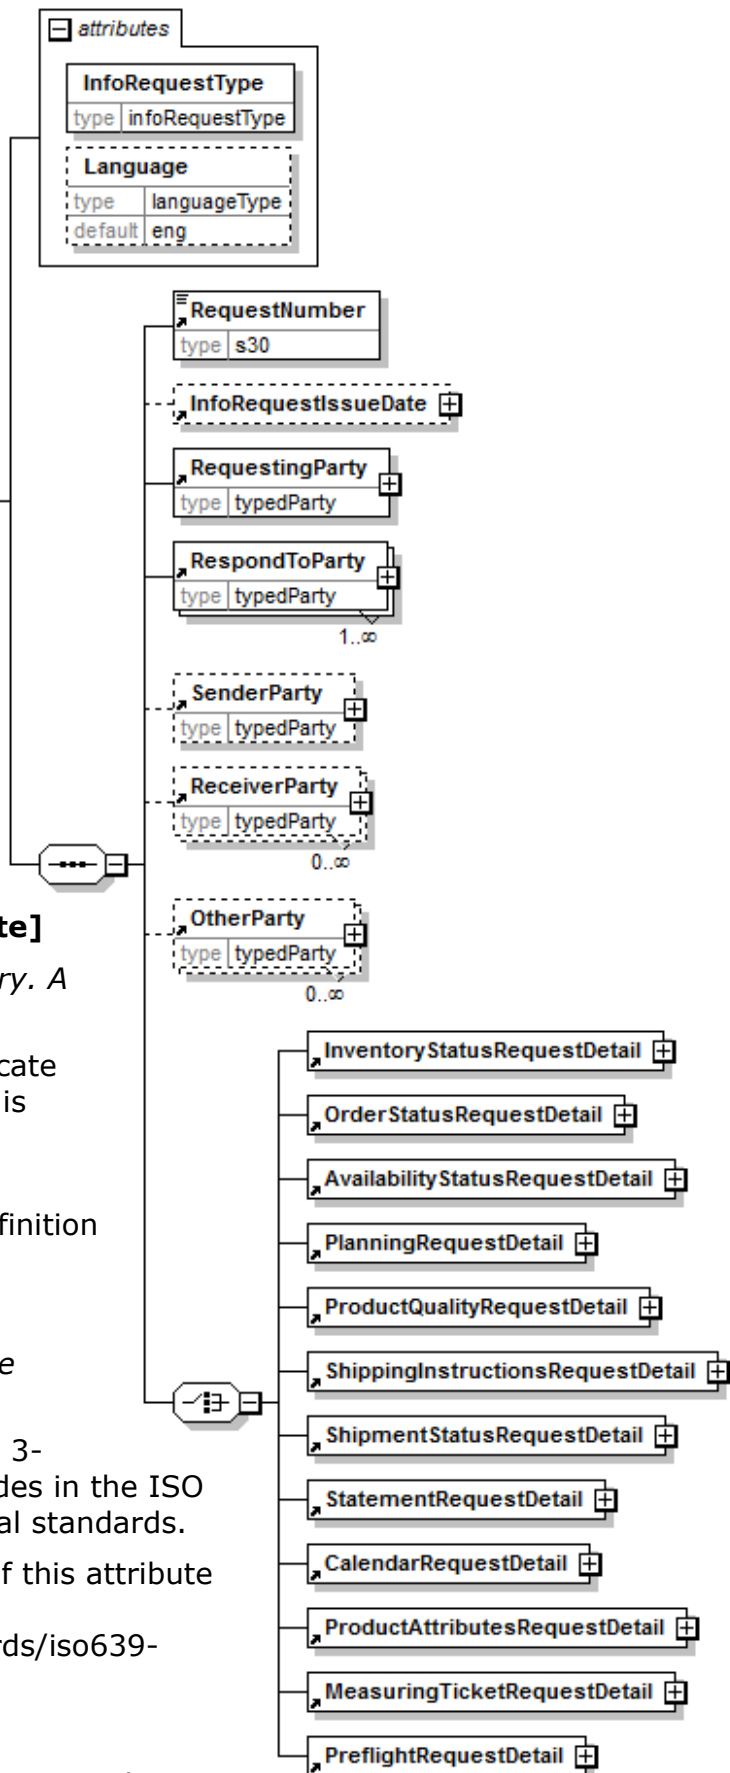 attributes
InfoRequestType
type infoRequestType
Language
type languageType
default eng
RequestNumber
type s30
InfoRequestIssueDate
RequestingParty
type typedParty
RespondToParty
type typedParty
1..∞
SenderParty
type typedParty
ReceiverParty
type typedParty
0..∞
OtherParty
type typedParty
0..∞
te]
ry. A
cate
is
finition
e
3-
des in the ISO
al standards.
f this attribute
rds/iso639-
InventoryStatusRequestDetail
OrderStatusRequestDetail
AvailabilityStatusRequestDetail
PlanningRequestDetail
ProductQualityRequestDetail
ShippingInstructionsRequestDetail
ShipmentStatusRequestDetail
StatementRequestDetail
CalendarRequestDetail
ProductAttributesRequestDetail
MeasuringTicketRequestDetail
PreflightRequestDetail